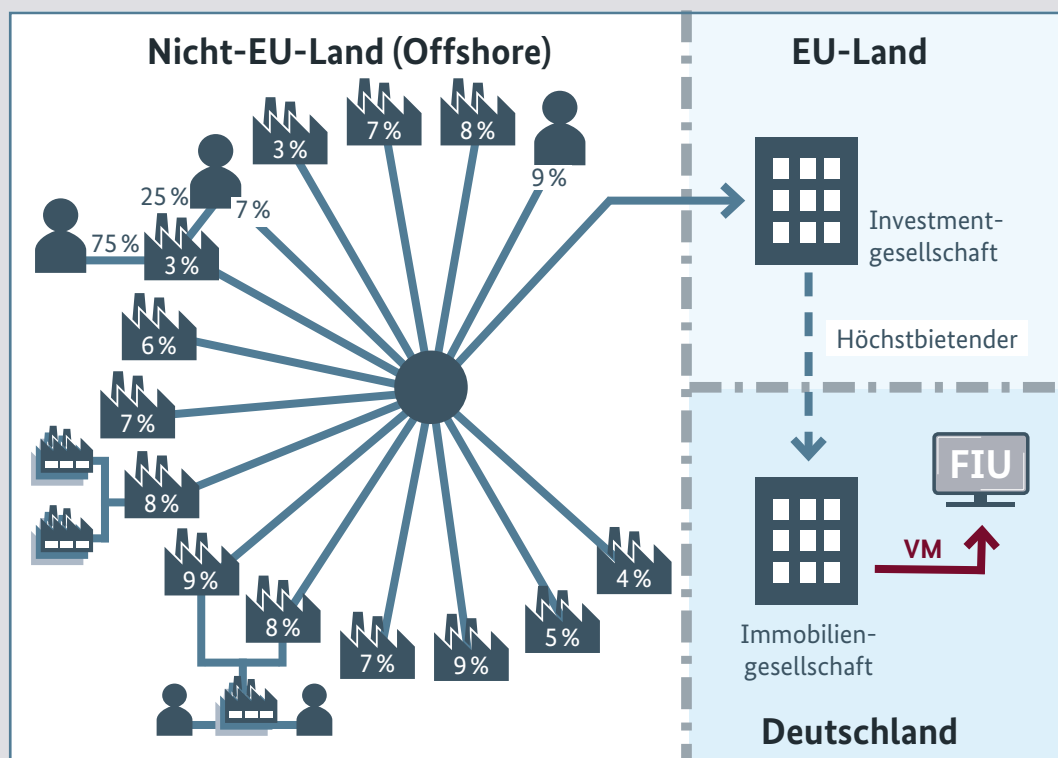 Nicht-EU-Land (Offshore)
EU-Land
3 %
7 %
8 %
9 %
25 %
7 %
75 %
3 %
6 %
7 %
8 %
9 %
8 %
7 %
9 %
5 %
4 %
Investment-
gesellschaft
Höchstbietender
FIU
VM
Immobilien-
gesellschaft
Deutschland